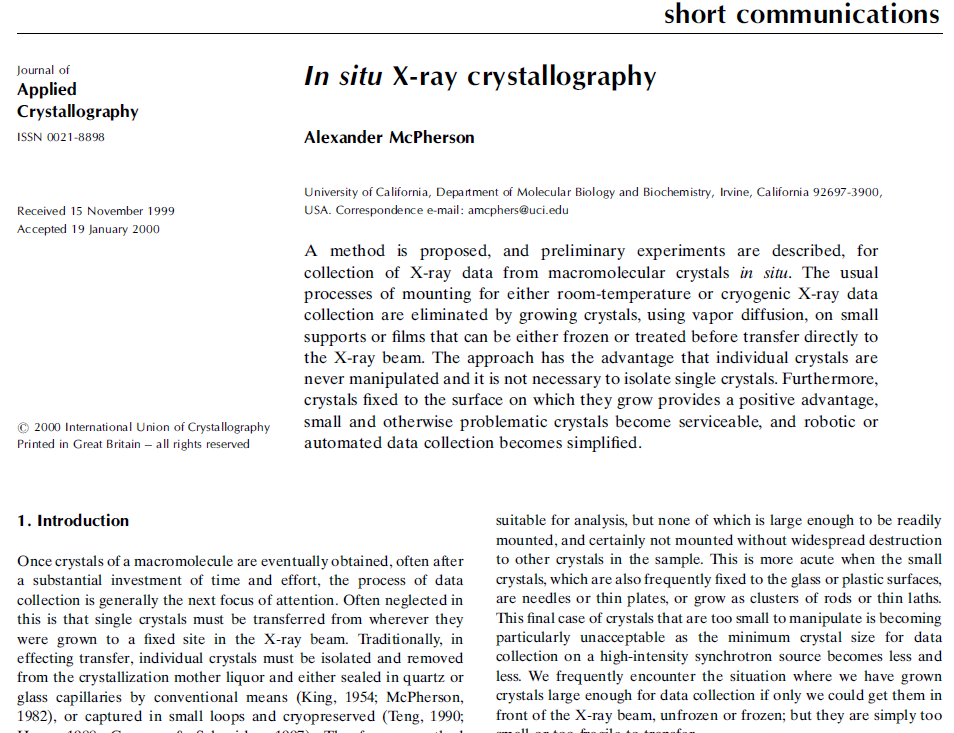 short communications
Journal of
Applied
Crystallography
ISSN 0021-8898
Received 15 November 1999
Accepted 19 January 2000
© 2000 International Union of Crystallography
Printed in Great Britain – all rights reserved
In situ X-ray crystallography
Alexander McPherson
University of California, Department of Molecular Biology and Biochemistry, Irvine, California 92697-3900,
USA. Correspondence e-mail: amcphers@uci.edu
A method is proposed, and preliminary experiments are described, for
collection of X-ray data from macromolecular crystals in situ. The usual
processes of mounting for either room-temperature or cryogenic X-ray data
collection are eliminated by growing crystals, using vapor diffusion, on small
supports or films that can be either frozen or treated before transfer directly to
the X-ray beam. The approach has the advantage that individual crystals are
never manipulated and it is not necessary to isolate single crystals. Furthermore,
crystals fixed to the surface on which they grow provides a positive advantage,
small and otherwise problematic crystals become serviceable, and robotic or
automated data collection becomes simplified.
1. Introduction
Once crystals of a macromolecule are eventually obtained, often after
a substantial investment of time and effort, the process of data
collection is generally the next focus of attention. Often neglected in
this is that single crystals must be transferred from wherever they
were grown to a fixed site in the X-ray beam. Traditionally, in
effecting transfer, individual crystals must be isolated and removed
from the crystallization mother liquor and either sealed in quartz or
glass capillaries by conventional means (King, 1954; McPherson,
1982), or captured in small loops and cryopreserved (Teng, 1990;
suitable for analysis, but none of which is large enough to be readily
mounted, and certainly not mounted without widespread destruction
to other crystals in the sample. This is more acute when the small
crystals, which are also frequently fixed to the glass or plastic surfaces,
are needles or thin plates, or grow as clusters of rods or thin laths.
This final case of crystals that are too small to manipulate is becoming
particularly unacceptable as the minimum crystal size for data
collection on a high-intensity synchrotron source becomes less and
less. We frequently encounter the situation where we have grown
crystals large enough for data collection if only we could get them in
front of the X-ray beam, unfrozen or frozen; but they are simply too